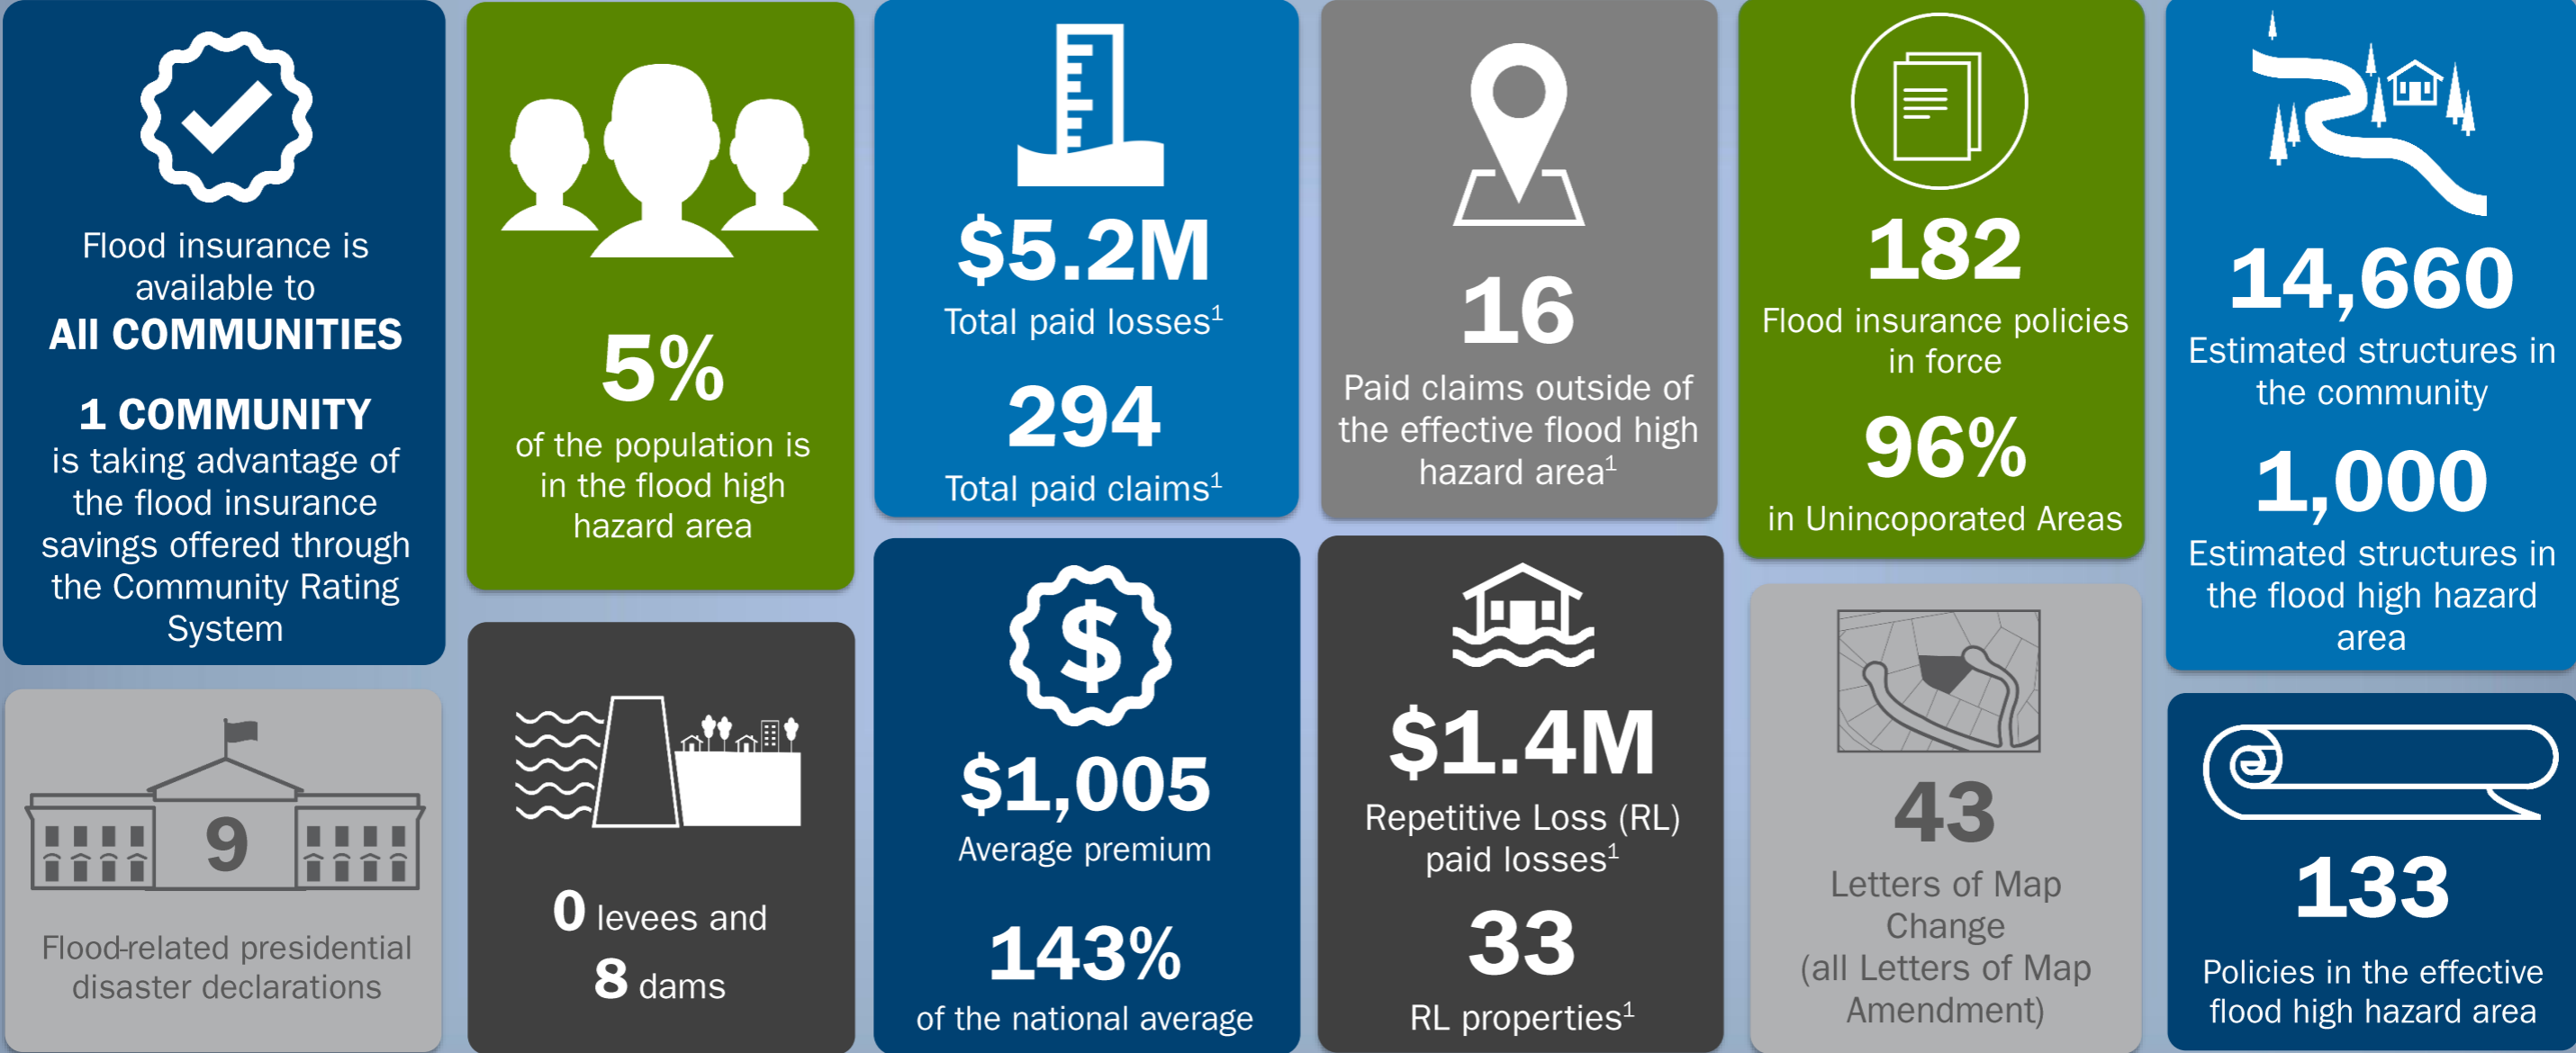 Flood insurance is
available to
All COMMUNITIES
1 COMMUNITY
is taking advantage of
the flood insurance
savings offered through
the Community Rating
System
9
Flood-related presidential
disaster declarations
5%
of the population is
in the flood high
hazard area
0 levees and
8 dams
$5.2M
Total paid losses¹
294
Total paid claims¹
$
$1,005
Average premium
143%
of the national average
16
Paid claims outside of
the effective flood high
hazard area¹
$1.4M
Repetitive Loss (RL)
paid losses¹
33
RL properties¹
182
Flood insurance policies
in force
96%
in Unincoporated Areas
43
Letters of Map
Change
(all Letters of Map
Amendment)
14,660
Estimated structures in
the community
1,000
Estimated structures in
the flood high hazard
area
133
Policies in the effective
flood high hazard area